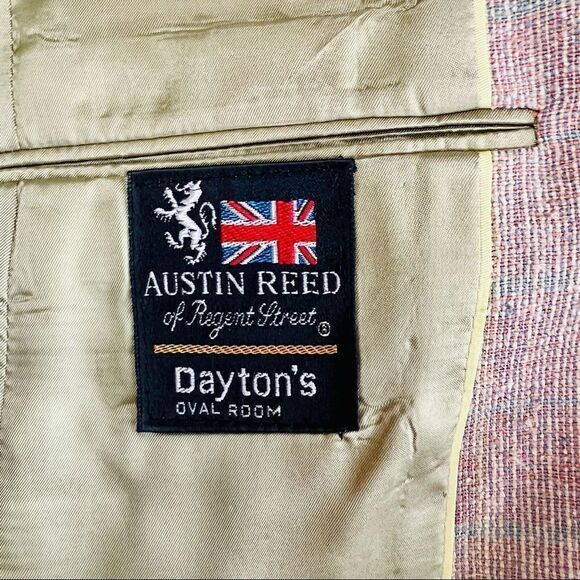 AUSTIN REED
of Regent Street ®
Dayton's
OVAL ROOM